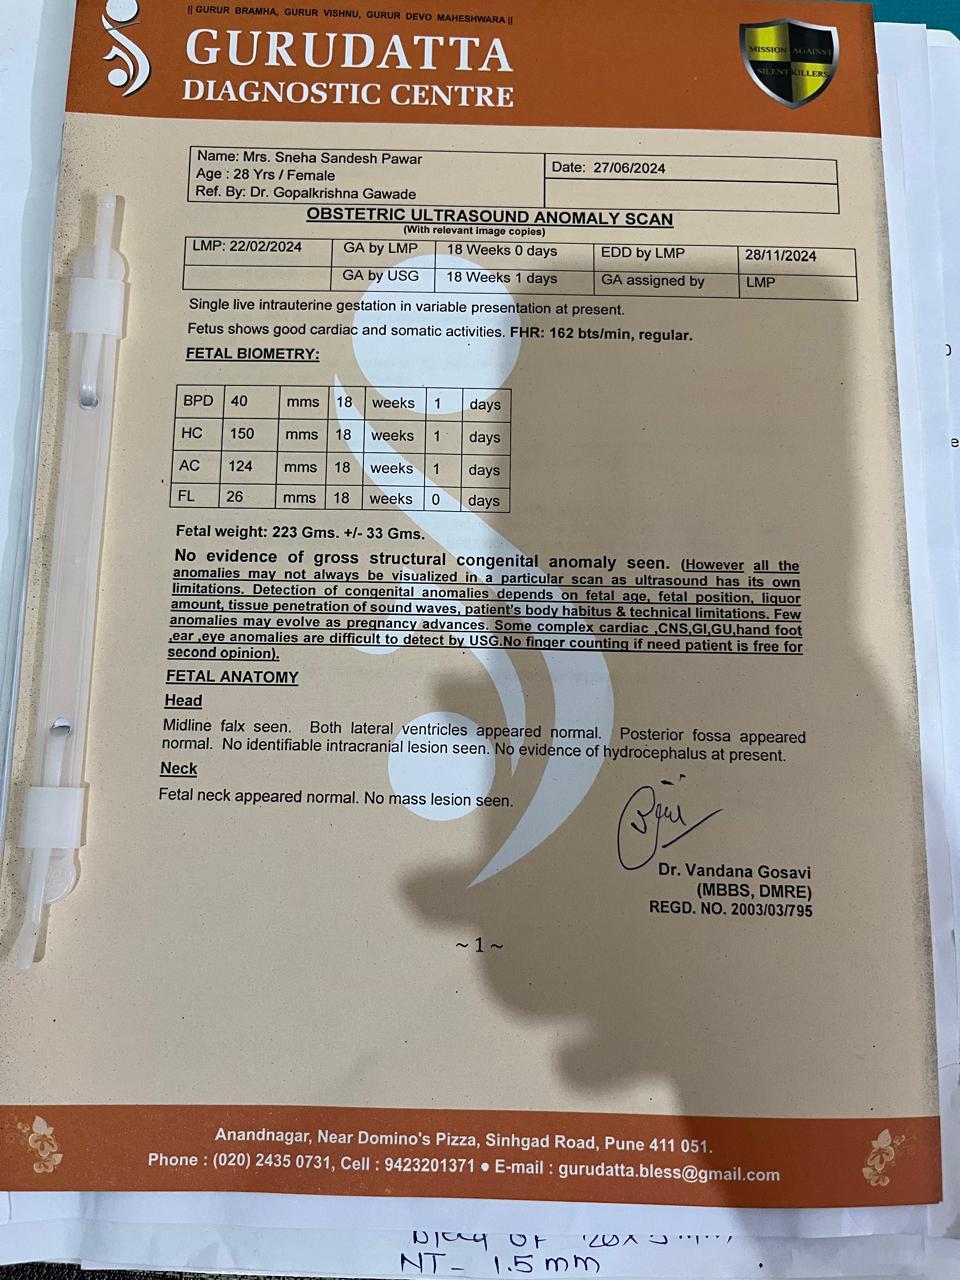 || GURUR BRAMHA, GURUR VISHNU, GURUR DEVO MAHESHWARA ||
GURUDATTA
DIAGNOSTIC CENTRE
MISSION AGAINST
SILENT KILLERS
Name: Mrs. Sneha Sandesh Pawar
Age : 28 Yrs / Female
Ref. By: Dr. Gopalkrishna Gawade
Date: 27/06/2024
OBSTETRIC ULTRASOUND ANOMALY SCAN
(With relevant image copies)
LMP: 22/02/2024 GA by LMP 18 Weeks 0 days EDD by LMP 28/11/2024
GA by USG 18 Weeks 1 days GA assigned by LMP
Single live intrauterine gestation in variable presentation at present.
Fetus shows good cardiac and somatic activities. FHR: 162 bts/min, regular.
FETAL BIOMETRY:
BPD 40 mms 18 weeks 1 days
HC 150 mms 18 weeks 1 days
AC 124 mms 18 weeks 1 days
FL 26 mms 18 weeks 0 days
Fetal weight: 223 Gms. +/- 33 Gms.
No evidence of gross structural congenital anomaly seen. (However all the
anomalies may not always be visualized in a particular scan as ultrasound has its own
limitations. Detection of congenital anomalies depends on fetal age, fetal position, liquor
amount, tissue penetration of sound waves, patient's body habitus & technical limitations. Few
anomalies may evolve as pregnancy advances. Some complex cardiac ,CNS,GI,GU,hand foot
,ear ,eye anomalies are difficult to detect by USG.No finger counting if need patient is free for
second opinion).
FETAL ANATOMY
Head
Midline falx seen. Both lateral ventricles appeared normal. Posterior fossa appeared
normal. No identifiable intracranial lesion seen. No evidence of hydrocephalus at present.
Neck
Fetal neck appeared normal. No mass lesion seen.
Dr. Vandana Gosavi
(MBBS, DMRE)
REGD. NO. 2003/03/795
~ 1 ~
Anandnagar, Near Domino's Pizza, Sinhgad Road, Pune 411 051.
Phone : (020) 2435 0731, Cell : 9423201371 ● E-mail : gurudatta.bless@gmail.com
NT- 1.5 mm